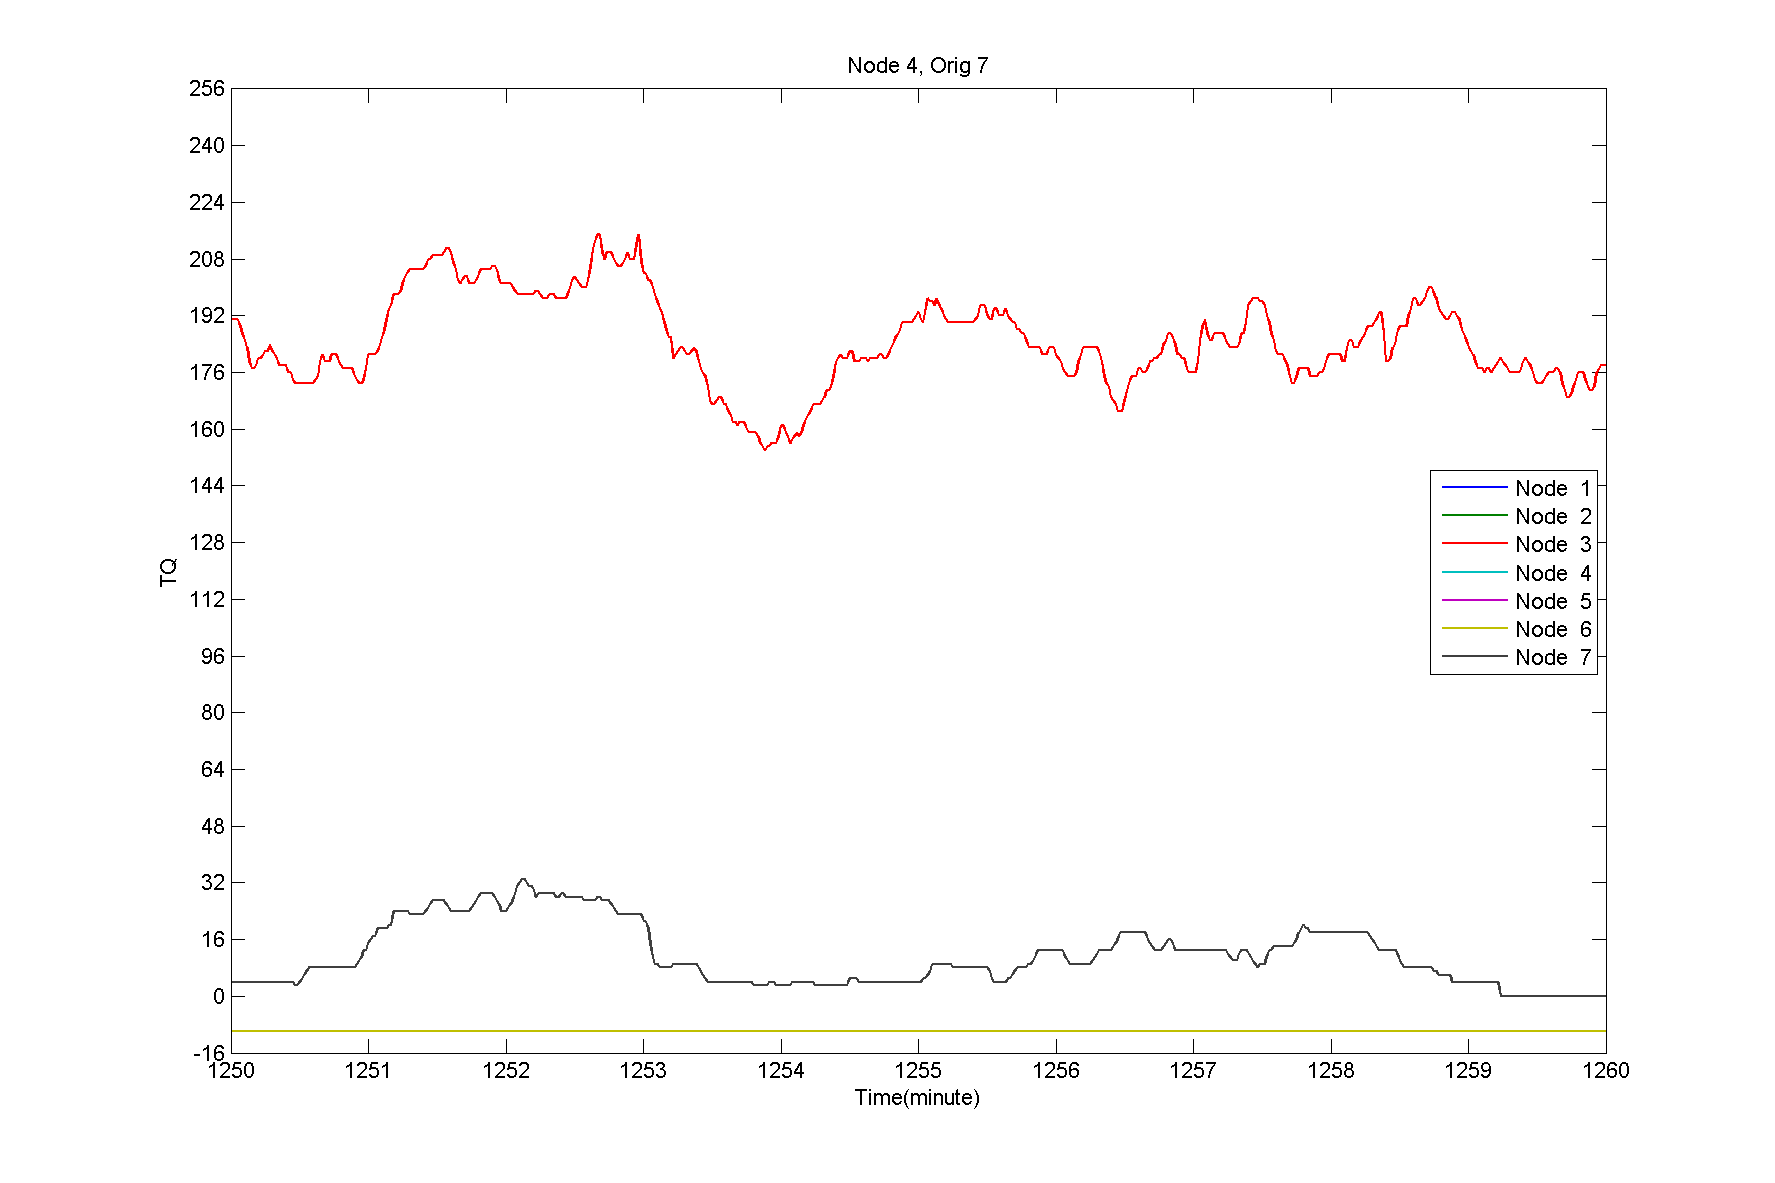 Node 4, Orig 7
256
240
224
208
192
176
160
144
128
112
96
80
64
48
32
16
0
-16
TQ
Node 1
Node 2
Node 3
Node 4
Node 5
Node 6
Node 7
1250 1251 1252 1253 1254 1255 1256 1257 1258 1259 1260
Time(minute)